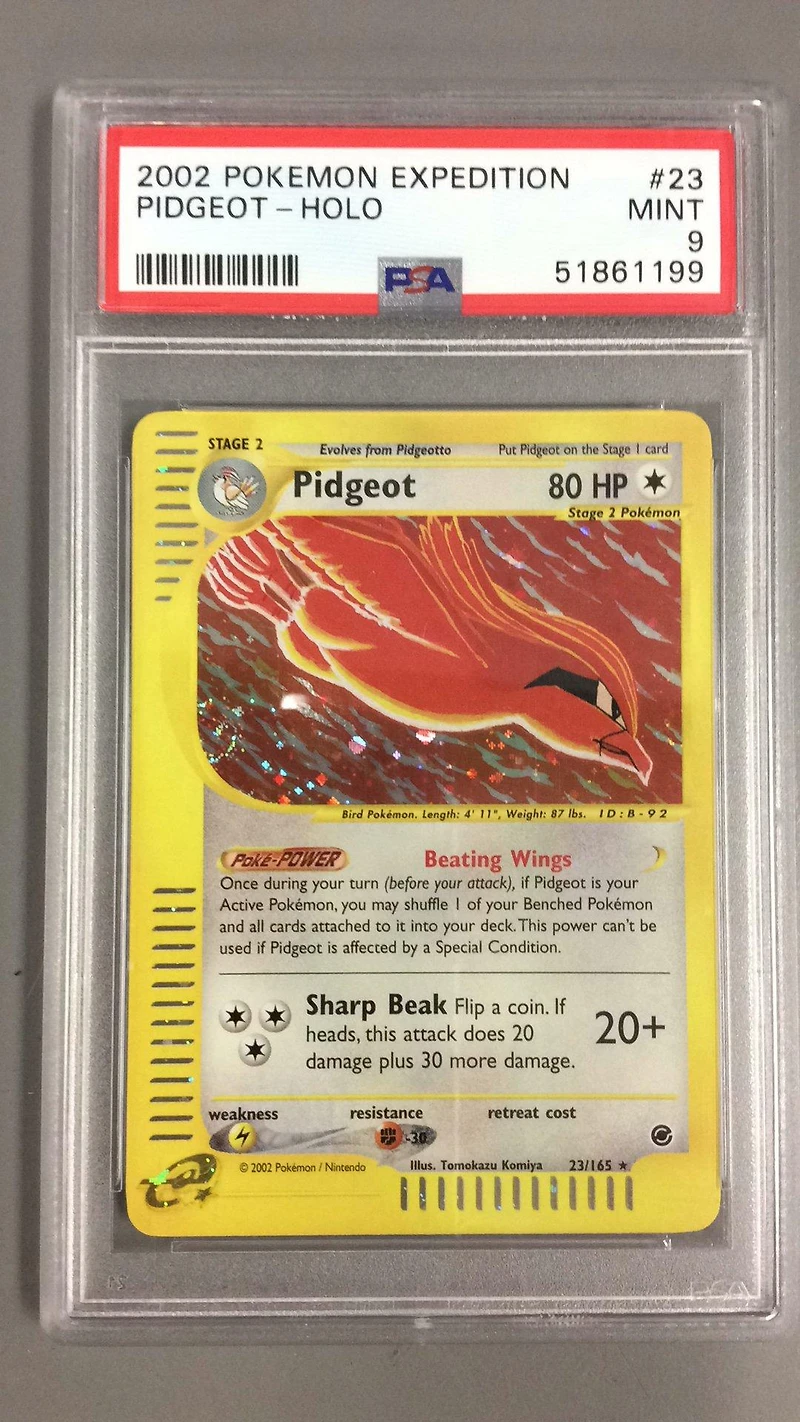 2002 POKEMON EXPEDITION #23
PIDGEOT – HOLO MINT
9
PSA 51861199
STAGE 2 Evolves from Pidgeotto Put Pidgeot on the Stage 1 card
Pidgeot 80 HP
Stage 2 Pokémon
Bird Pokémon. Length: 4' 11", Weight: 87 lbs. ID:B-92
Poké-POWER Beating Wings
Once during your turn (before your attack), if Pidgeot is your
Active Pokémon, you may shuffle 1 of your Benched Pokémon
and all cards attached to it into your deck. This power can't be
used if Pidgeot is affected by a Special Condition.
Sharp Beak Flip a coin. If
heads, this attack does 20
damage plus 30 more damage.
20+
weakness resistance retreat cost
-30
© 2002 Pokémon / Nintendo Illus. Tomokazu Komiya 23/165 ★
e
PSA